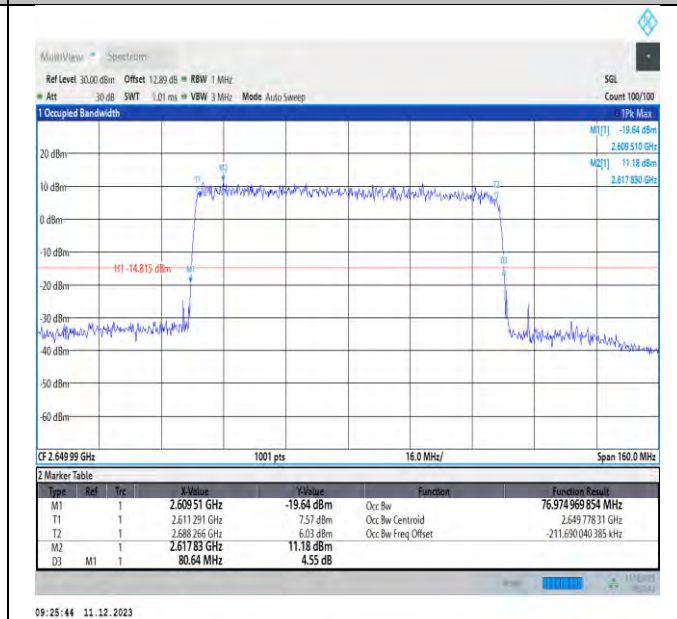 MultiView Spectrum
Ref Level 30.00 dBm Offset 12.89 dB RBW 1 MHz SGL
Att 30 dB SWT 1.01 ms VBW 3 MHz Mode Auto Sweep Count 100/100
1 Occupied Bandwidth 1Pk Max
M1[1] -19.64 dBm
2.609 510 GHz
M2[1] 11.18 dBm
2.617 830 GHz
20 dBm
M2
T1 T2
10 dBm
0 dBm
-10 dBm
H1 -14.815 dBm M1 D3
-20 dBm
-30 dBm
-40 dBm
-50 dBm
-60 dBm
CF 2.649 99 GHz 1001 pts 16.0 MHz/ Span 160.0 MHz
2 Marker Table
Type Ref Trc X-Value Y-Value Function Function Result
M1 1 2.609 51 GHz -19.64 dBm Occ Bw 76.974 969 854 MHz
T1 1 2.611 291 GHz 7.57 dBm Occ Bw Centroid 2.649 778 31 GHz
T2 1 2.688 266 GHz 6.03 dBm Occ Bw Freq Offset -211.690 040 385 kHz
M2 1 2.617 83 GHz 11.18 dBm
D3 M1 1 80.64 MHz 4.55 dB
09:25:44 11.12.2023